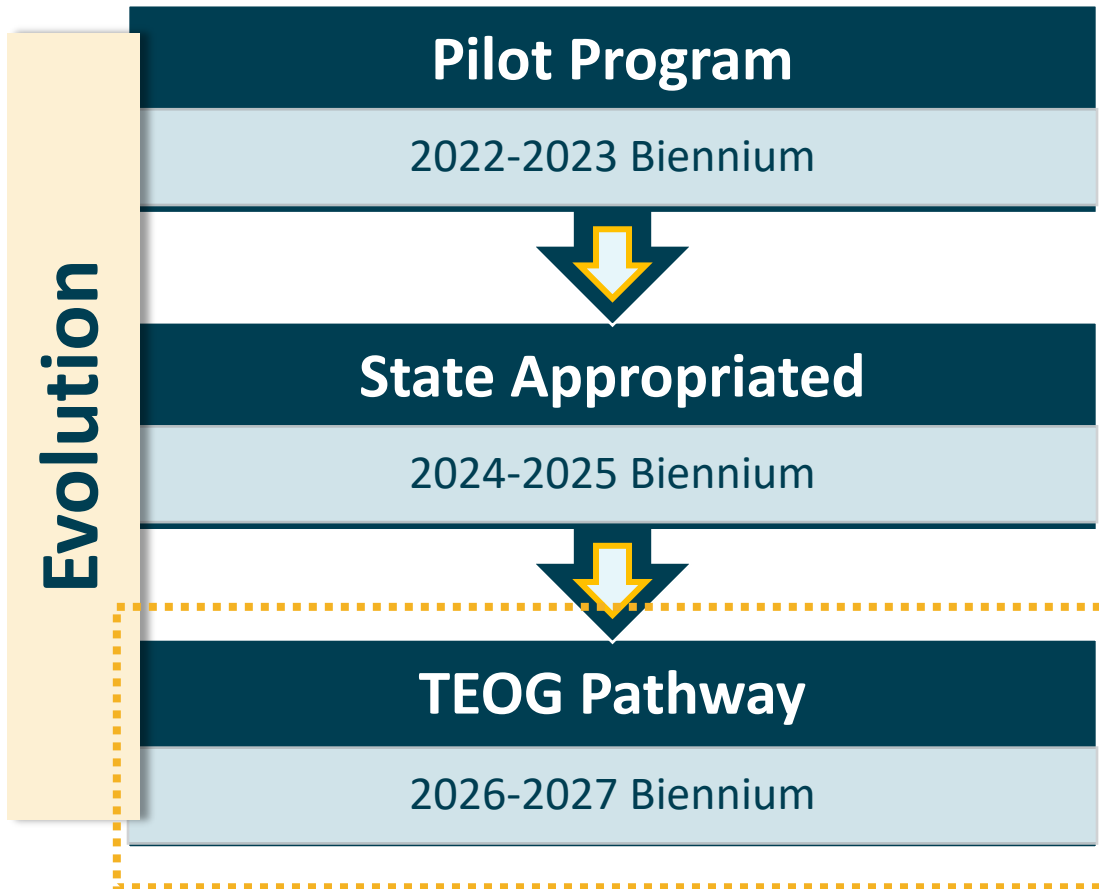 Evolution
Pilot Program
2022-2023 Biennium
State Appropriated
2024-2025 Biennium
TEOG Pathway
2026-2027 Biennium